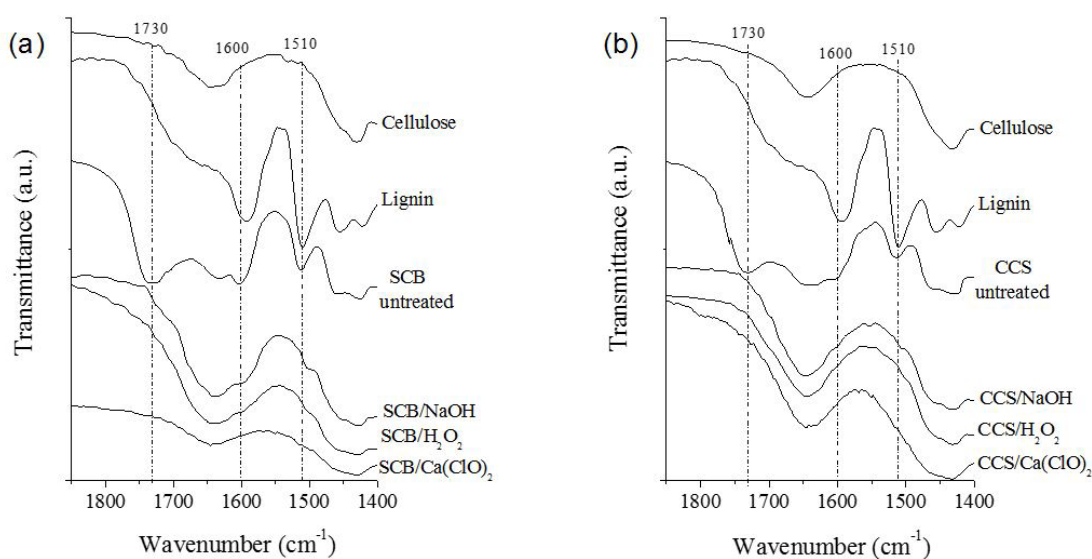 (a)
1730
1600
1510
Cellulose
Lignin
SCB
untreated
SCB/NaOH
SCB/H₂O₂
SCB/Ca(ClO)₂
Transmittance (a.u.)
1800 1700 1600 1500 1400
Wavenumber (cm⁻¹)
(b)
1730
1600
1510
Cellulose
Lignin
CCS
untreated
CCS/NaOH
CCS/H₂O₂
CCS/Ca(ClO)₂
Transmittance (a.u.)
1800 1700 1600 1500 1400
Wavenumber (cm⁻¹)